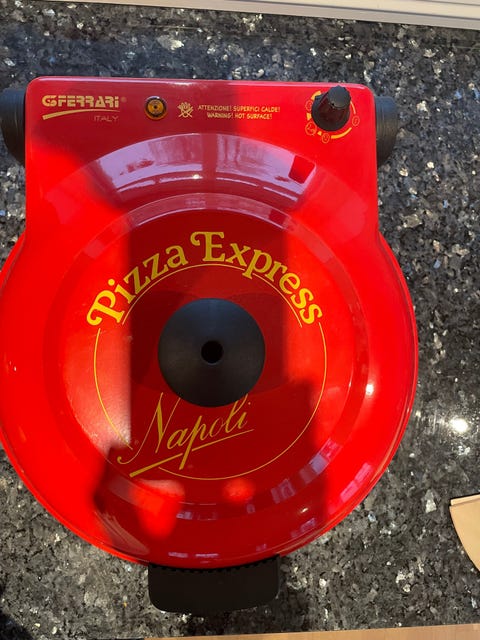 G3FERRARI
ITALY
ATTENZIONE! SUPERFICI CALDE!
WARNING! HOT SURFACE!
Pizza Express
Napoli